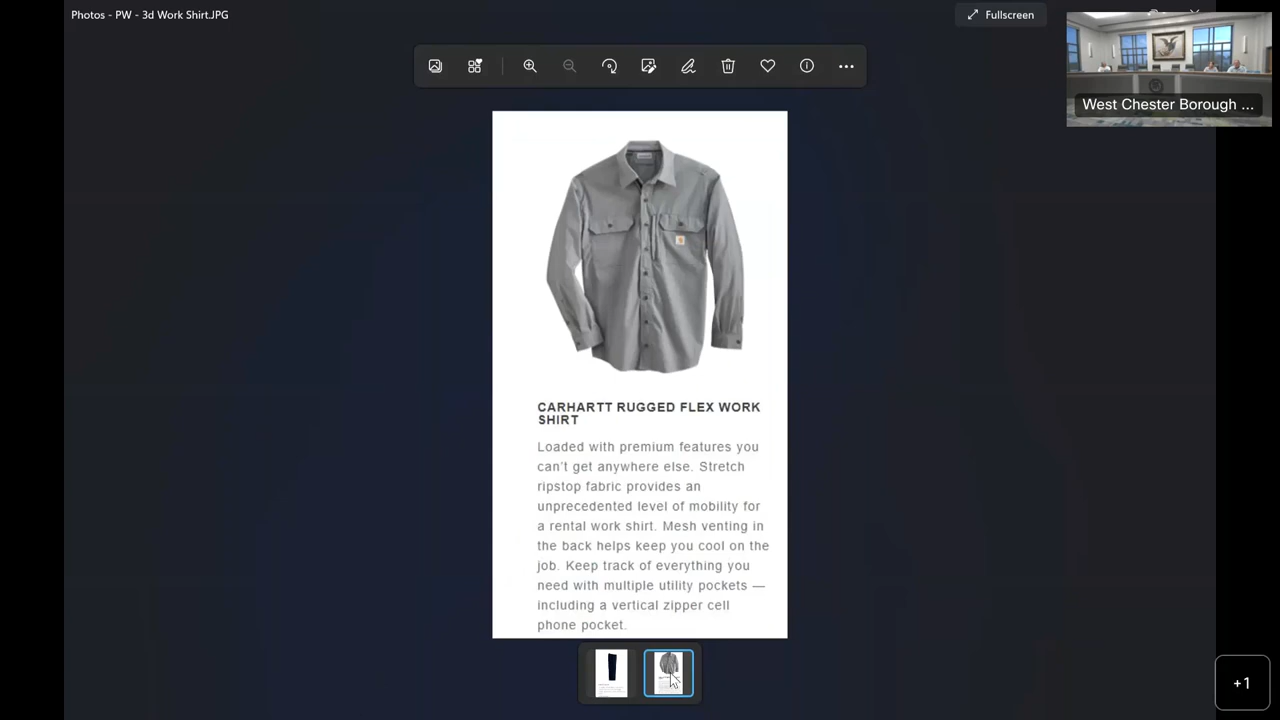 Photos - PW - 3d Work Shirt.JPG
Fullscreen
West Chester Borough ...
CARHARTT RUGGED FLEX WORK
SHIRT
Loaded with premium features you
can't get anywhere else. Stretch
ripstop fabric provides an
unprecedented level of mobility for
a rental work shirt. Mesh venting in
the back helps keep you cool on the
job. Keep track of everything you
need with multiple utility pockets —
including a vertical zipper cell
phone pocket.
+1